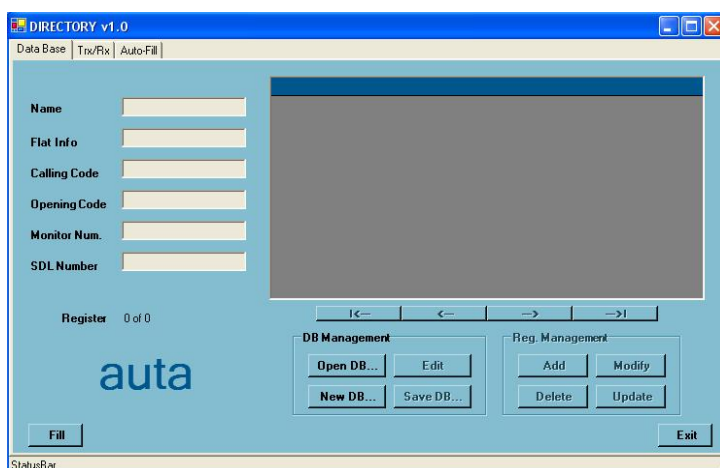 DIRECTORY v1.0
Data Base Trx/Rx Auto-Fill
Name
Flat Info
Calling Code
Opening Code
Monitor Num.
SDL Number
Register 0 of 0
|<--- <--- ---> --->|
DB Management
Open DB... Edit
New DB... Save DB...
Reg. Management
Add Modify
Delete Update
auta
Fill
Exit
StatusBar